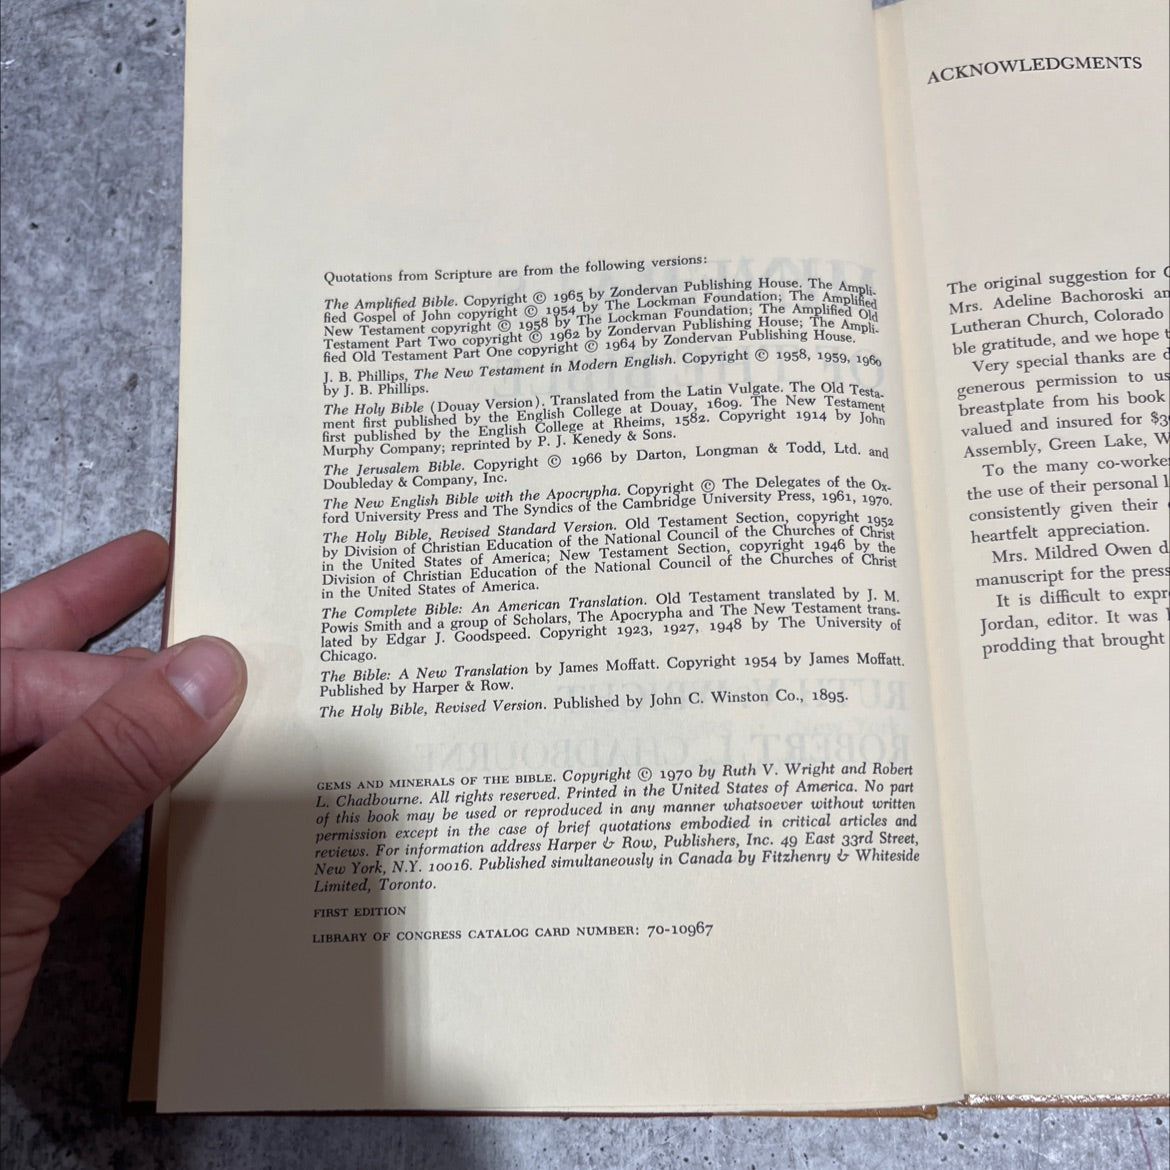 Quotations from Scripture are from the following versions:
The Amplified Bible. Copyright © 1965 by Zondervan Publishing House. The Ampli-
fied Gospel of John copyright © 1954 by The Lockman Foundation; The Amplified
New Testament copyright © 1958 by The Lockman Foundation; The Amplified Old
Testament Part Two copyright © 1962 by Zondervan Publishing House; The Ampli-
fied Old Testament Part One copyright © 1964 by Zondervan Publishing House.
J. B. Phillips, The New Testament in Modern English. Copyright © 1958, 1959, 1960
by J. B. Phillips.
The Holy Bible (Douay Version). Translated from the Latin Vulgate. The Old Testa-
ment first published by the English College at Douay, 1609. The New Testament
first published by the English College at Rheims, 1582. Copyright 1914 by John
Murphy Company; reprinted by P. J. Kenedy & Sons.
The Jerusalem Bible. Copyright © 1966 by Darton, Longman & Todd, Ltd. and
Doubleday & Company, Inc.
The New English Bible with the Apocrypha. Copyright © The Delegates of the Ox-
ford University Press and The Syndics of the Cambridge University Press, 1961, 1970.
The Holy Bible, Revised Standard Version. Old Testament Section, copyright 1952
by Division of Christian Education of the National Council of the Churches of Christ
in the United States of America; New Testament Section, copyright 1946 by the
Division of Christian Education of the National Council of the Churches of Christ
in the United States of America.
The Complete Bible: An American Translation. Old Testament translated by J. M.
Powis Smith and a group of Scholars, The Apocrypha and The New Testament trans-
lated by Edgar J. Goodspeed. Copyright 1923, 1927, 1948 by The University of
Chicago.
The Bible: A New Translation by James Moffatt. Copyright 1954 by James Moffatt.
Published by Harper & Row.
The Holy Bible, Revised Version. Published by John C. Winston Co., 1895.
GEMS AND MINERALS OF THE BIBLE. Copyright © 1970 by Ruth V. Wright and Robert
L. Chadbourne. All rights reserved. Printed in the United States of America. No part
of this book may be used or reproduced in any manner whatsoever without written
permission except in the case of brief quotations embodied in critical articles and
reviews. For information address Harper & Row, Publishers, Inc. 49 East 33rd Street,
New York, N.Y. 10016. Published simultaneously in Canada by Fitzhenry & Whiteside
Limited, Toronto.
FIRST EDITION
LIBRARY OF CONGRESS CATALOG CARD NUMBER: 70-10967
ACKNOWLEDGMENTS
The original suggestion for
Mrs. Adeline Bachoroski
Lutheran Church, Colorado
ble gratitude, and we hope
Very special thanks are
generous permission to
breastplate from his book
valued and insured for
Assembly, Green Lake,
To the many
the use of their personal
consistently given their
heartfelt appreciation.
Mrs. Mildred Owen
manuscript for the press
It is difficult to
Jordan, editor. It was
prodding that brought